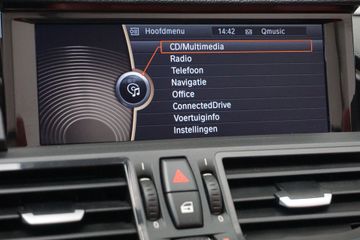 Hoofdmenu 14:42 Qmusic
CD/Multimedia
Radio
Telefoon
Navigatie
Office
ConnectedDrive
Voertuiginfo
Instellingen